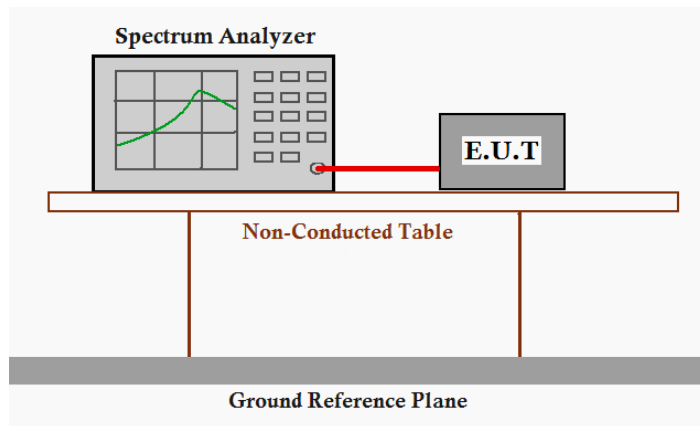 Spectrum Analyzer
E.U.T
Non-Conducted Table
Ground Reference Plane